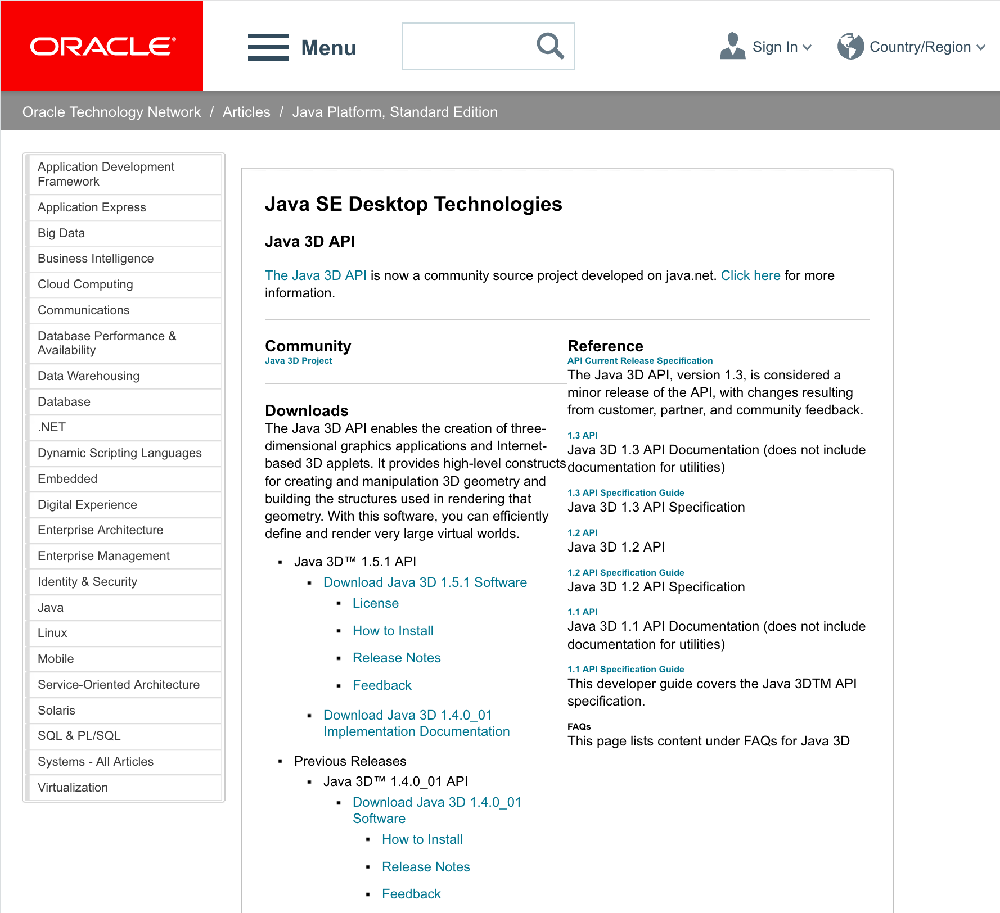 ORACLE®
Menu
Sign In
Country/Region
Oracle Technology Network / Articles / Java Platform, Standard Edition
Application Development
Framework
Application Express
Big Data
Business Intelligence
Cloud Computing
Communications
Database Performance &
Availability
Data Warehousing
Database
.NET
Dynamic Scripting Languages
Embedded
Digital Experience
Enterprise Architecture
Enterprise Management
Identity & Security
Java
Linux
Mobile
Service-Oriented Architecture
Solaris
SQL & PL/SQL
Systems - All Articles
Virtualization
Java SE Desktop Technologies
Java 3D API
The Java 3D API is now a community source project developed on java.net. Click here for more
information.
Community
Java 3D Project
Downloads
The Java 3D API enables the creation of three-
dimensional graphics applications and Internet-
based 3D applets. It provides high-level constructs
for creating and manipulation 3D geometry and
building the structures used in rendering that
geometry. With this software, you can efficiently
define and render very large virtual worlds.
Java 3D™ 1.5.1 API
Download Java 3D 1.5.1 Software
License
How to Install
Release Notes
Feedback
Download Java 3D 1.4.0_01
Implementation Documentation
Previous Releases
Java 3D™ 1.4.0_01 API
Download Java 3D 1.4.0_01
Software
How to Install
Release Notes
Feedback
Reference
API Current Release Specification
The Java 3D API, version 1.3, is considered a
minor release of the API, with changes resulting
from customer, partner, and community feedback.
1.3 API
Java 3D 1.3 API Documentation (does not include
documentation for utilities)
1.3 API Specification Guide
Java 3D 1.3 API Specification
1.2 API
Java 3D 1.2 API
1.2 API Specification Guide
Java 3D 1.2 API Specification
1.1 API
Java 3D 1.1 API Documentation (does not include
documentation for utilities)
1.1 API Specification Guide
This developer guide covers the Java 3DTM API
specification.
FAQs
This page lists content under FAQs for Java 3D